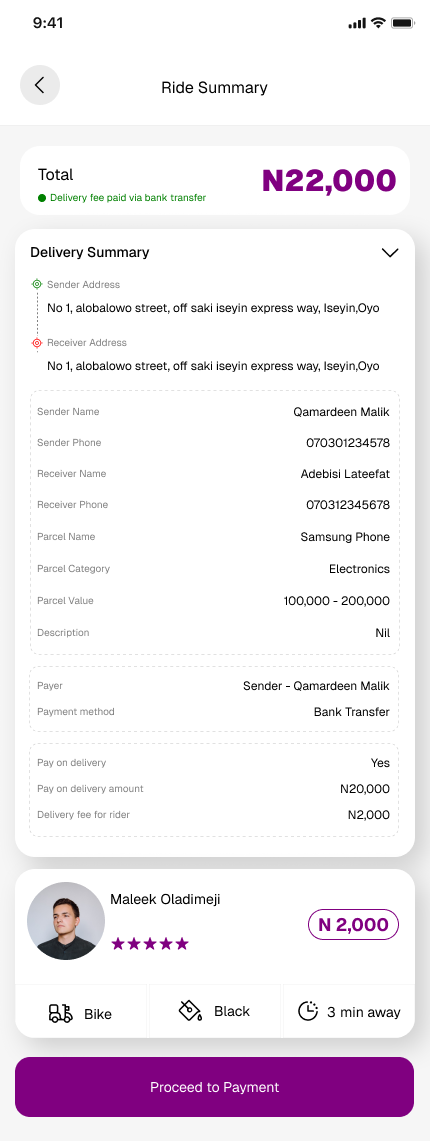 9:41
Ride Summary
Total
N22,000
Delivery fee paid via bank transfer
Delivery Summary
Sender Address
No 1, alobalowo street, off saki iseyin express way, Iseyin,Oyo
Receiver Address
No 1, alobalowo street, off saki iseyin express way, Iseyin,Oyo
Sender Name Qamardeen Malik
Sender Phone 070301234578
Receiver Name Adebisi Lateefat
Receiver Phone 070312345678
Parcel Name Samsung Phone
Parcel Category Electronics
Parcel Value 100,000 - 200,000
Description Nil
Payer Sender - Qamardeen Malik
Payment method Bank Transfer
Pay on delivery Yes
Pay on delivery amount N20,000
Delivery fee for rider N2,000
Maleek Oladimeji
N 2,000
Bike Black 3 min away
Proceed to Payment